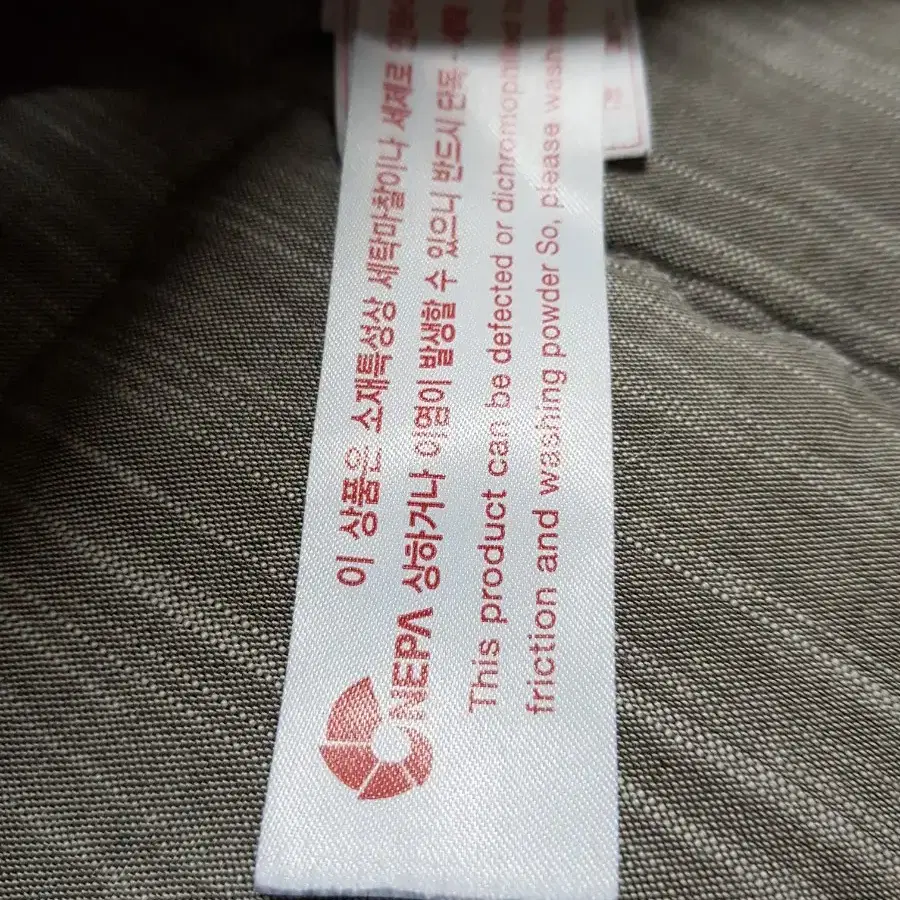 이 상품은 소재특성상 세탁마찰이나 세제로
NEPA 상하거나 이염이 발생할 수 있으니 반드시 단독
This product can be defected or dichromophtised
friction and washing powder So, please wash